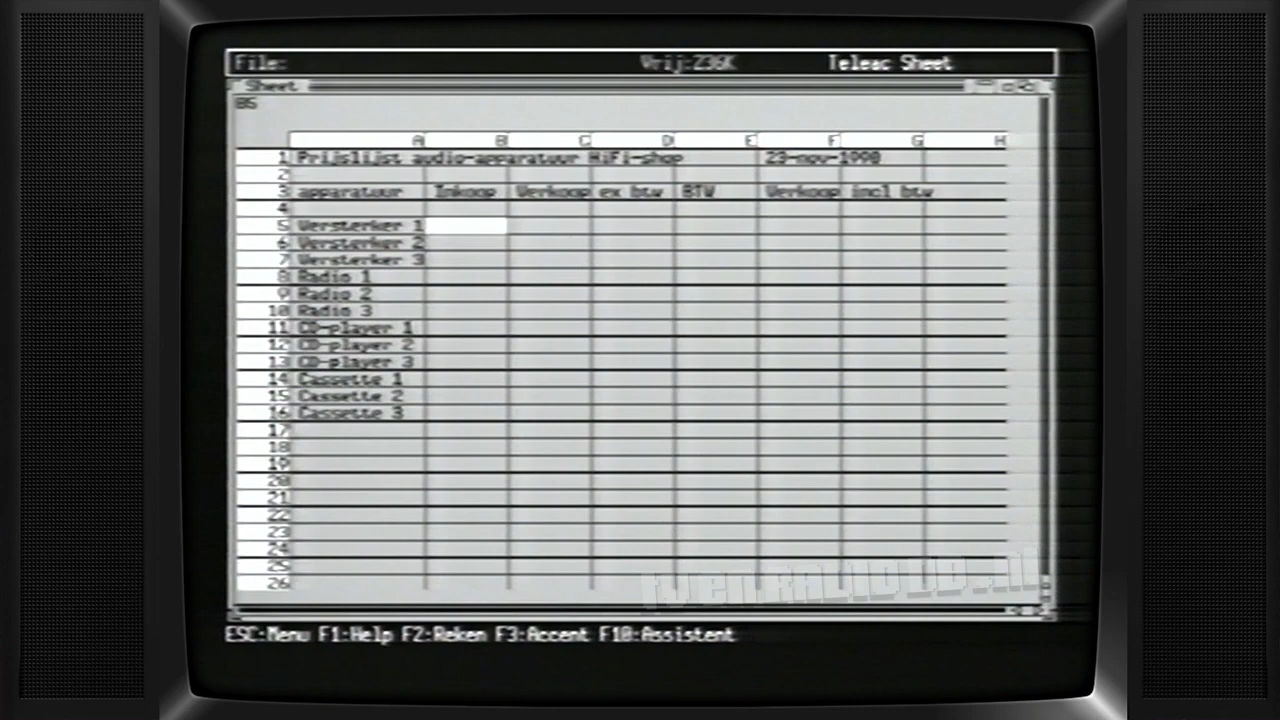 File: Vrij:236K Teleac Sheet
Sheet
B5
A B C D E F G H
1 Prijslijst audio-apparatuur HiFi-shop 23-nov-1990
2
3 apparatuur Inkoop Verkoop ex btw BTW Verkoop incl btw
4
5 Versterker 1
6 Versterker 2
7 Versterker 3
8 Radio 1
9 Radio 2
10 Radio 3
11 CD-player 1
12 CD-player 2
13 CD-player 3
14 Cassette 1
15 Cassette 2
16 Cassette 3
17
18
19
20
21
22
23
24
25
26
tvenRADIODB.nl
ESC:Menu F1:Help F2:Reken F3:Accent F10:Assistent